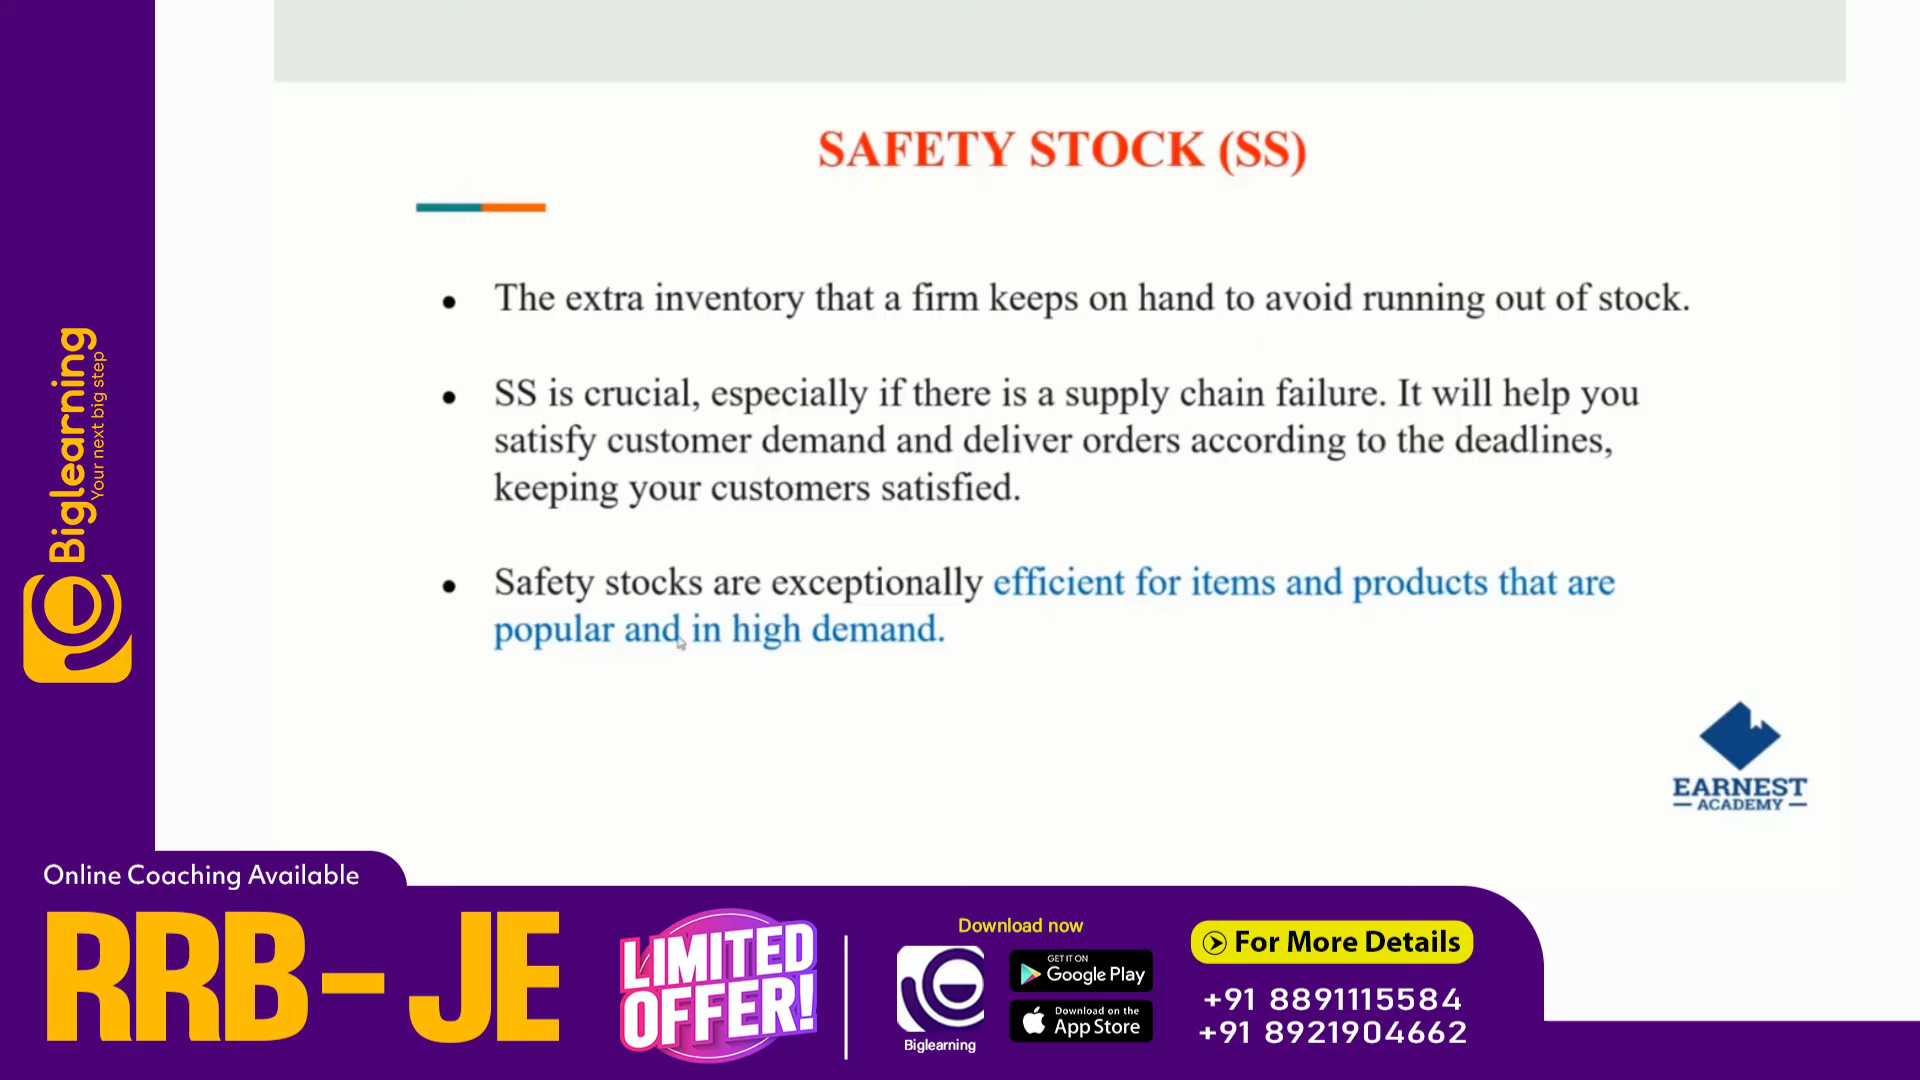 SAFETY STOCK (SS)
The extra inventory that a firm keeps on hand to avoid running out of stock.
SS is crucial, especially if there is a supply chain failure. It will help you
satisfy customer demand and deliver orders according to the deadlines,
keeping your customers satisfied.
Safety stocks are exceptionally efficient for items and products that are
popular and in high demand.
EARNEST
ACADEMY
Biglearning
Your next big step
Online Coaching Available
RRB-JE
LIMITED
OFFER!
Download now
Biglearning
GET IT ON
Google Play
Download on the
App Store
For More Details
+91 8891115584
+91 8921904662